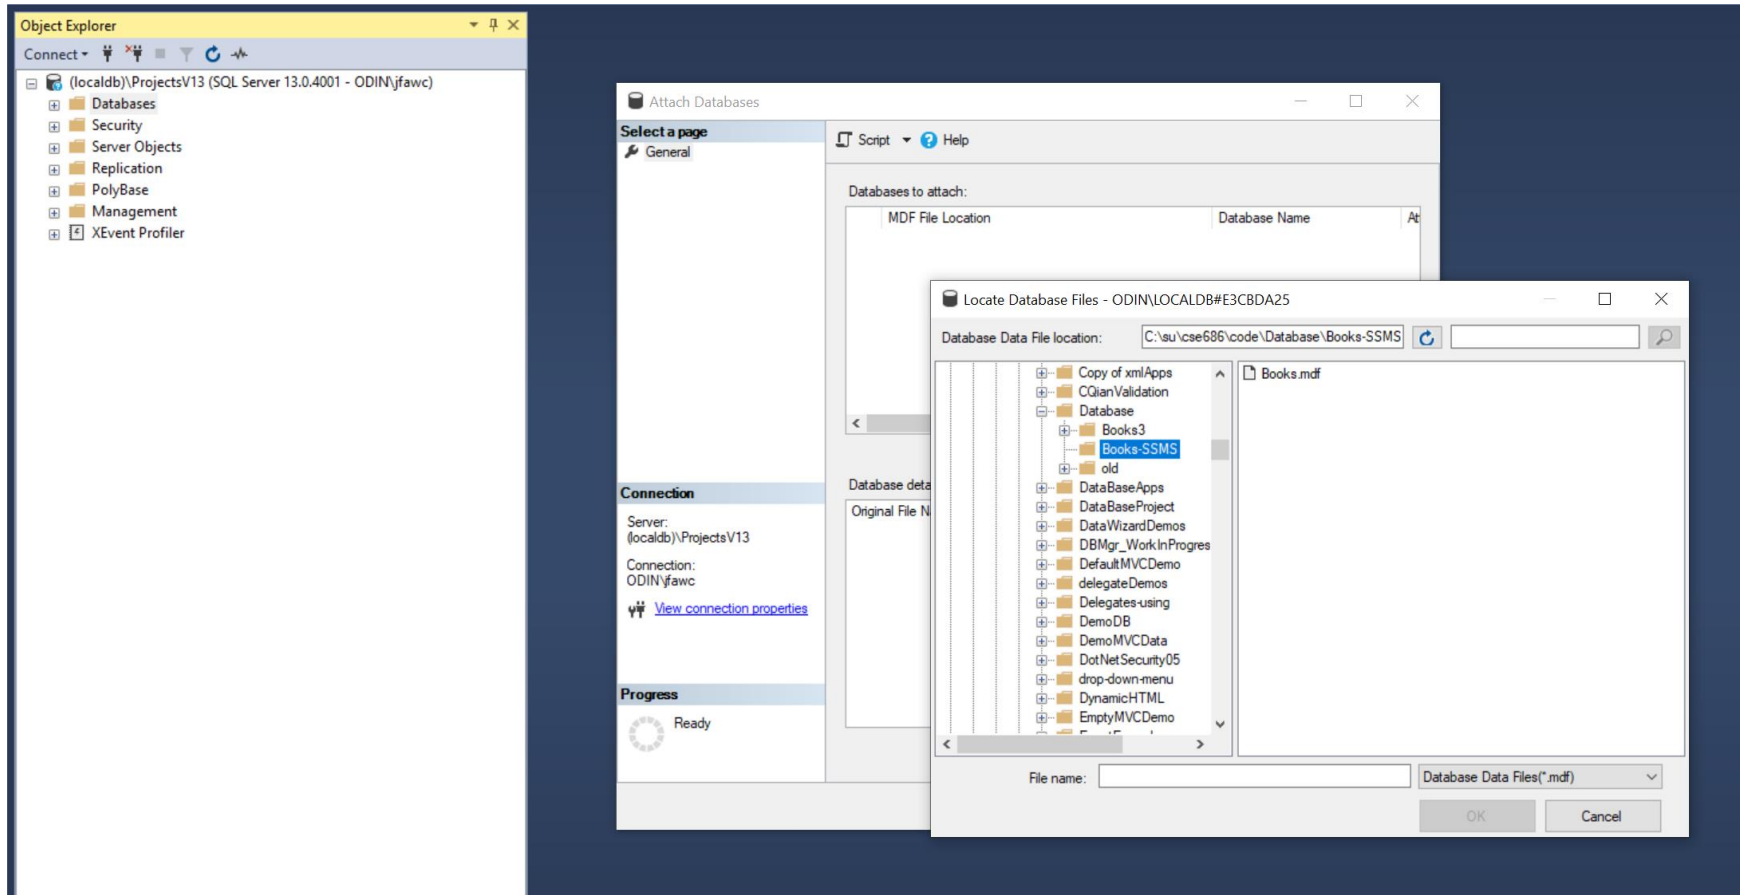 Object Explorer
Connect
(localdb)\ProjectsV13 (SQL Server 13.0.4001 - ODIN\jfawc)
Databases
Security
Server Objects
Replication
PolyBase
Management
XEvent Profiler
Attach Databases
Select a page
General
Script
Help
Databases to attach:
MDF File Location
Database Name
At
Database deta
Original File N
Connection
Server:
(localdb)\ProjectsV13
Connection:
ODIN\jfawc
View connection properties
Progress
Ready
Locate Database Files - ODIN\LOCALDB#E3CBDA25
Database Data File location:
C:\su\cse686\code\Database\Books-SSMS
Copy of xmlApps
CQianValidation
Database
Books3
Books-SSMS
old
DataBaseApps
DataBaseProject
DataWizardDemos
DBMgr_WorkInProgres
DefaultMVCDemo
delegateDemos
Delegates-using
DemoDB
DemoMVCData
DotNetSecurity05
drop-down-menu
DynamicHTML
EmptyMVCDemo
Books.mdf
File name:
Database Data Files(*.mdf)
OK
Cancel